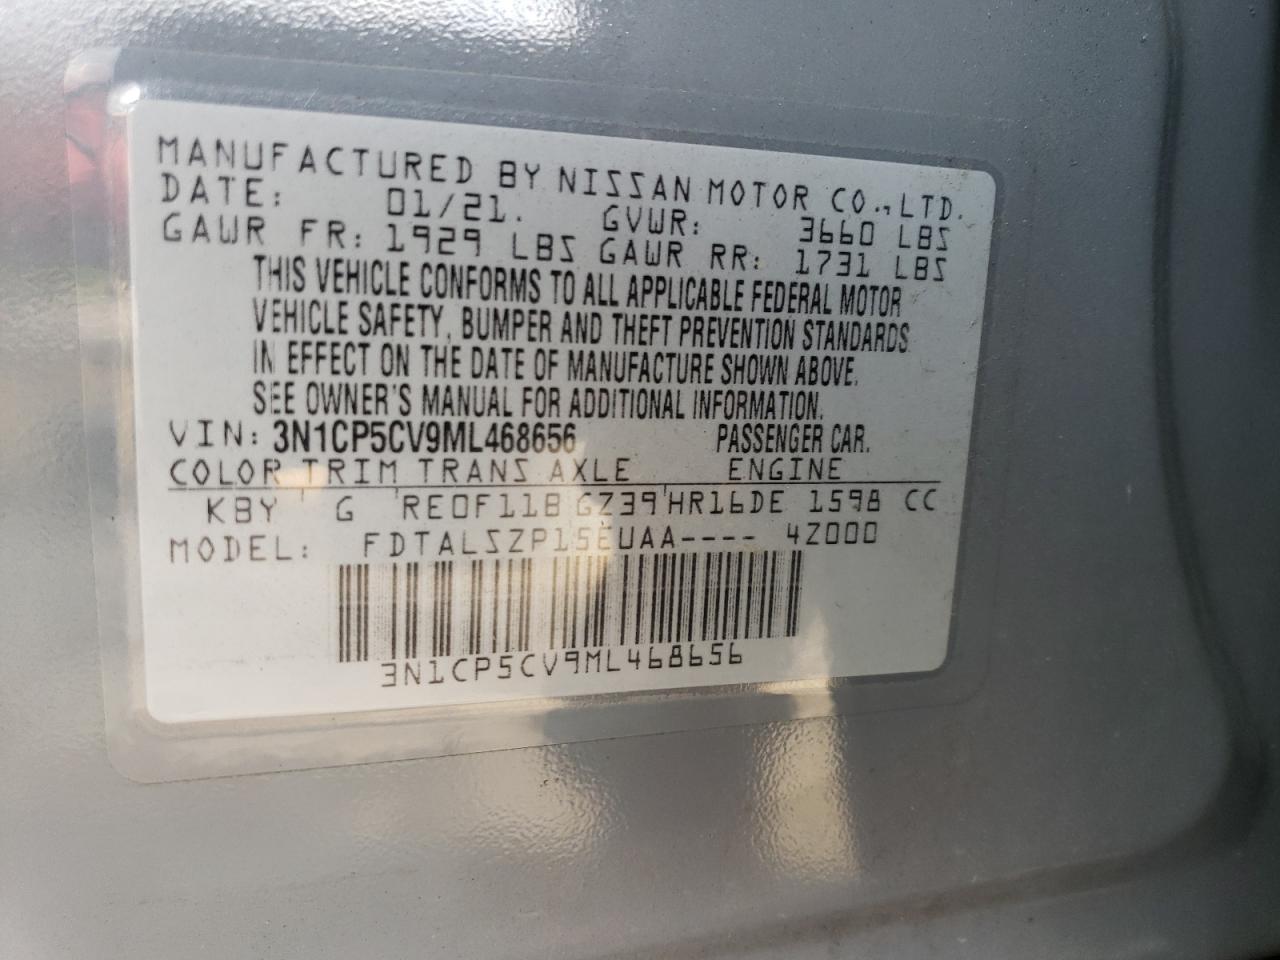 MANUFACTURED BY NISSAN MOTOR CO.,LTD.
DATE: 01/21. GVWR: 3660 LBS
GAWR FR: 1929 LBS GAWR RR: 1731 LBS
THIS VEHICLE CONFORMS TO ALL APPLICABLE FEDERAL MOTOR
VEHICLE SAFETY, BUMPER AND THEFT PREVENTION STANDARDS
IN EFFECT ON THE DATE OF MANUFACTURE SHOWN ABOVE.
SEE OWNER'S MANUAL FOR ADDITIONAL INFORMATION.
VIN: 3N1CP5CV9ML468656 PASSENGER CAR.
COLOR TRIM TRANS AXLE ENGINE
KBY G RE0F11B GZ39 HR16DE 1598 CC
MODEL: FDTALSZP15EUAA---- 4Z000
3N1CP5CV9ML468656